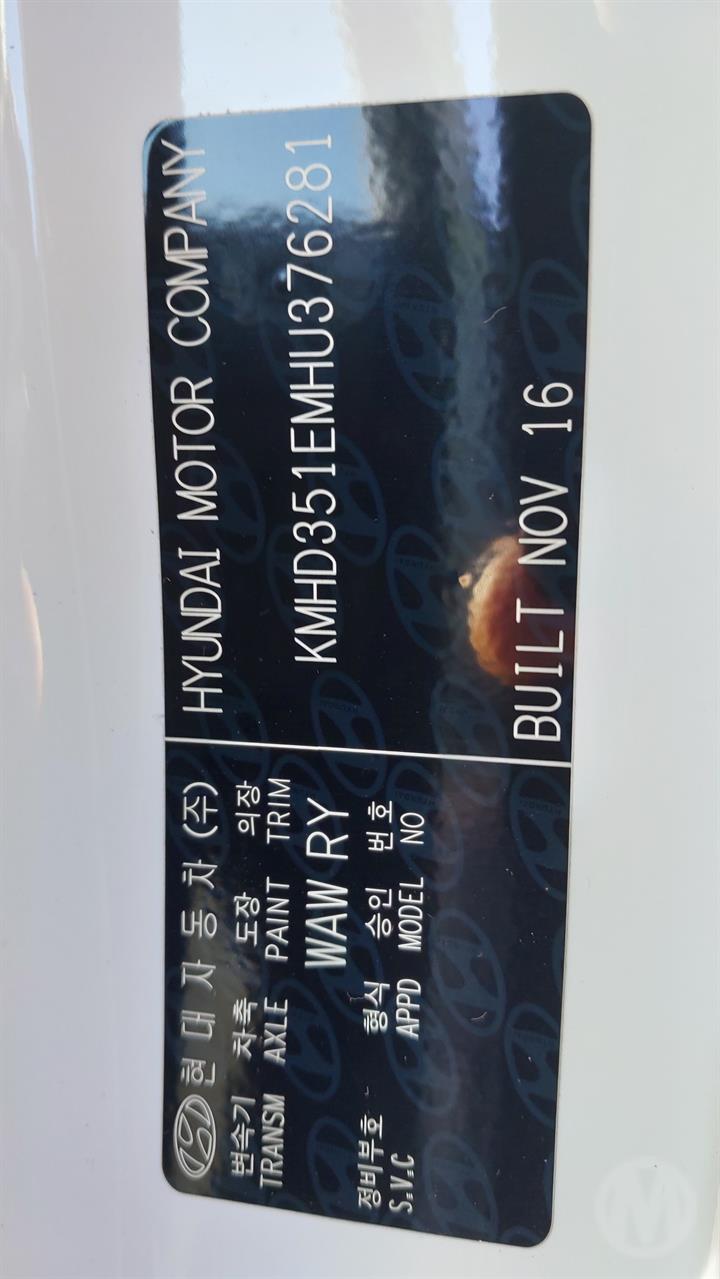 현대자동차 (주)
변속기 차축 도장 의장
TRANSM AXLE PAINT TRIM
WAW RY
정비부호 형식 승인 번호
S.V.C APPD MODEL NO
HYUNDAI MOTOR COMPANY
KMHD351EMHU376281
BUILT NOV 16
M